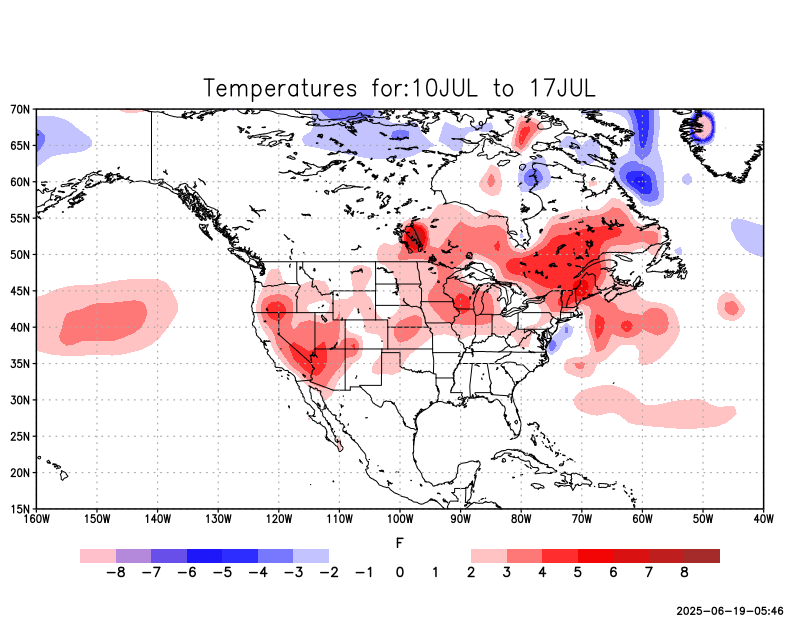 Temperatures for:10JUL to 17JUL
70N
65N
60N
55N
50N
45N
40N
35N
30N
25N
20N
15N
160W 150W 140W 130W 120W 110W 100W 90W 80W 70W 60W 50W 40W
F
−8 −7 −6 −5 −4 −3 −2 −1 0 1 2 3 4 5 6 7 8
2025-06-19-05:46